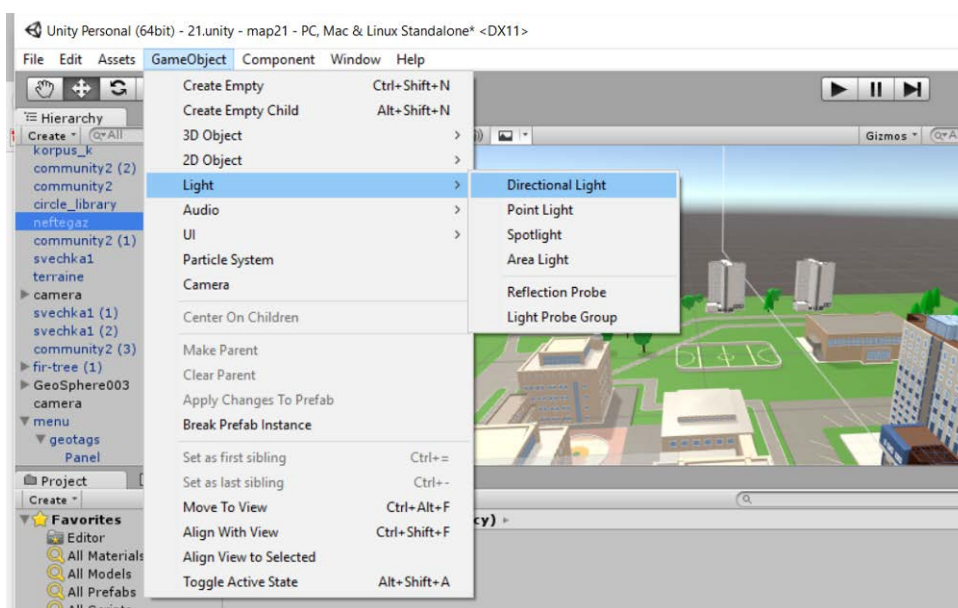 Unity Personal (64bit) - 21.unity - map21 - PC, Mac & Linux Standalone* <DX11>
File Edit Assets GameObject Component Window Help
Hierarchy
Create All
Gizmos
korpus_k
community2 (2)
community2
circle_library
neftegaz
community2 (1)
svechka1
terraine
camera
svechka1 (1)
svechka1 (2)
community2 (3)
fir-tree (1)
GeoSphere003
camera
menu
geotags
Panel
Create Empty Ctrl+Shift+N
Create Empty Child Alt+Shift+N
3D Object
2D Object
Light
Audio
UI
Particle System
Camera
Center On Children
Make Parent
Clear Parent
Apply Changes To Prefab
Break Prefab Instance
Set as first sibling Ctrl+=
Set as last sibling Ctrl+-
Move To View Ctrl+Alt+F
Align With View Ctrl+Shift+F
Align View to Selected
Toggle Active State Alt+Shift+A
Directional Light
Point Light
Spotlight
Area Light
Reflection Probe
Light Probe Group
Project
Create
Favorites
Editor
All Materials
All Models
All Prefabs